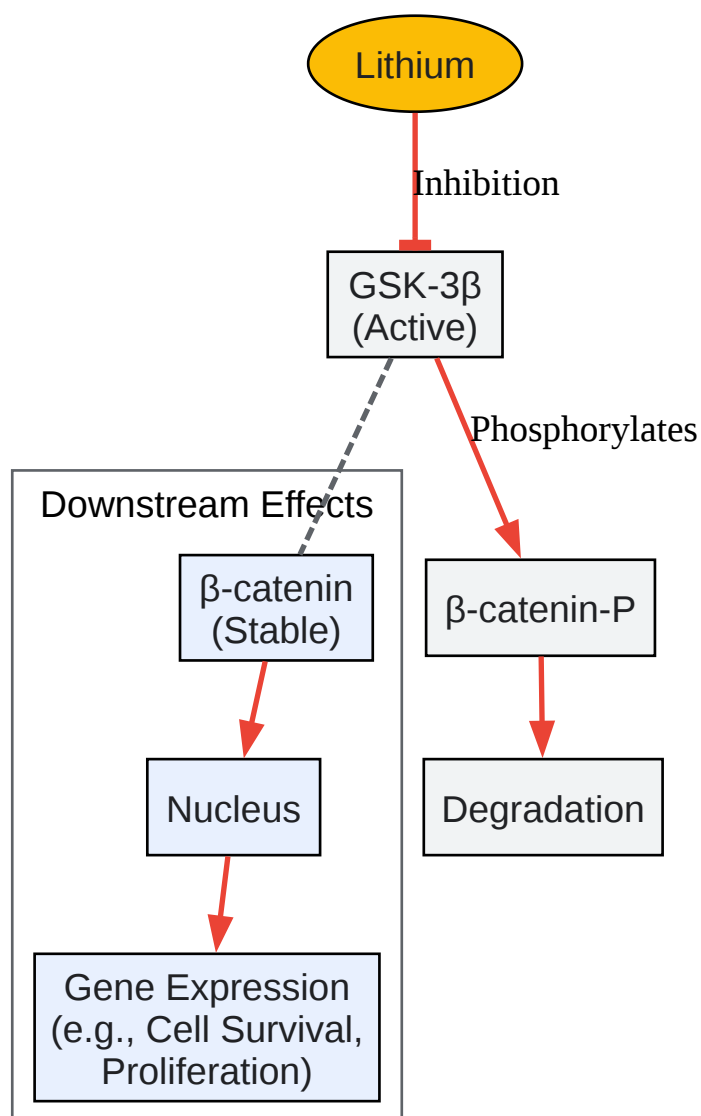 Lithium
Inhibition
GSK-3β
(Active)
Phosphorylates
Downstream Effects
β-catenin
(Stable)
β-catenin-P
Nucleus
Degradation
Gene Expression
(e.g., Cell Survival,
Proliferation)